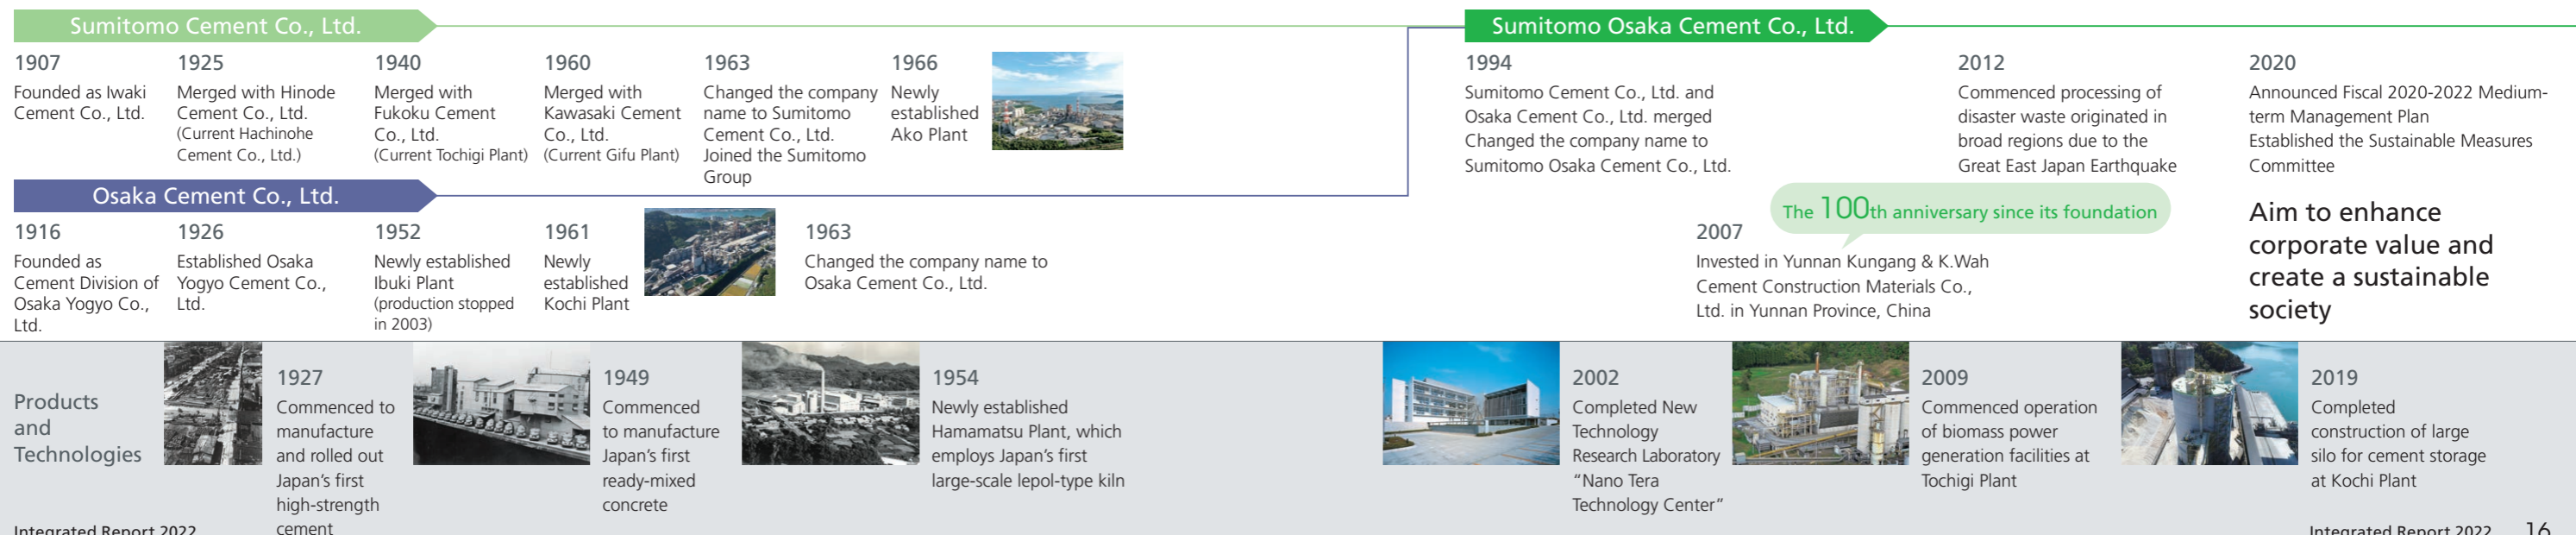 Sumitomo Cement Co., Ltd.
1907
Founded as Iwaki
Cement Co., Ltd.
1925
Merged with Hinode
Cement Co., Ltd.
(Current Hachinohe
Cement Co., Ltd.)
1940
Merged with
Fukoku Cement
Co., Ltd.
(Current Tochigi Plant)
1960
Merged with
Kawasaki Cement
Co., Ltd.
(Current Gifu Plant)
1963
Changed the company
name to Sumitomo
Cement Co., Ltd.
Joined the Sumitomo
Group
1966
Newly
established
Ako Plant
Osaka Cement Co., Ltd.
1916
Founded as
Cement Division of
Osaka Yogyo Co.,
Ltd.
1926
Established Osaka
Yogyo Cement Co.,
Ltd.
1952
Newly established
Ibuki Plant
(production stopped
in 2003)
1961
Newly
established
Kochi Plant
1963
Changed the company name to
Osaka Cement Co., Ltd.
Sumitomo Osaka Cement Co., Ltd.
1994
Sumitomo Cement Co., Ltd. and
Osaka Cement Co., Ltd. merged
Changed the company name to
Sumitomo Osaka Cement Co., Ltd.
The 100th anniversary since its foundation
2007
Invested in Yunnan Kungang & K.Wah
Cement Construction Materials Co.,
Ltd. in Yunnan Province, China
2012
Commenced processing of
disaster waste originated in
broad regions due to the
Great East Japan Earthquake
2020
Announced Fiscal 2020-2022 Medium-
term Management Plan
Established the Sustainable Measures
Committee
Aim to enhance
corporate value and
create a sustainable
society
Products
and
Technologies
1927
Commenced to
manufacture
and rolled out
Japan's first
high-strength
cement
1949
Commenced
to manufacture
Japan's first
ready-mixed
concrete
1954
Newly established
Hamamatsu Plant, which
employs Japan's first
large-scale lepol-type kiln
2002
Completed New
Technology
Research Laboratory
"Nano Tera
Technology Center"
2009
Commenced operation
of biomass power
generation facilities at
Tochigi Plant
2019
Completed
construction of large
silo for cement storage
at Kochi Plant
Integrated Report 2022
Integrated Report 2022 16